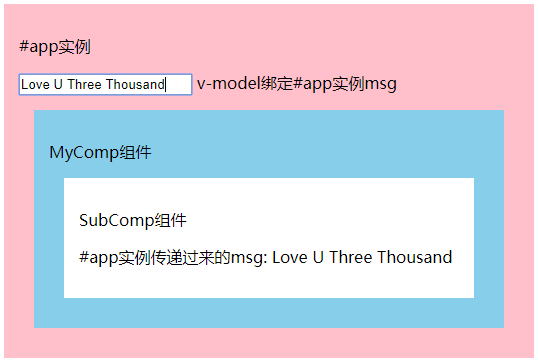 #app实例
Love U Three Thousand v-model绑定#app实例msg
MyComp组件
SubComp组件
#app实例传递过来的msg: Love U Three Thousand